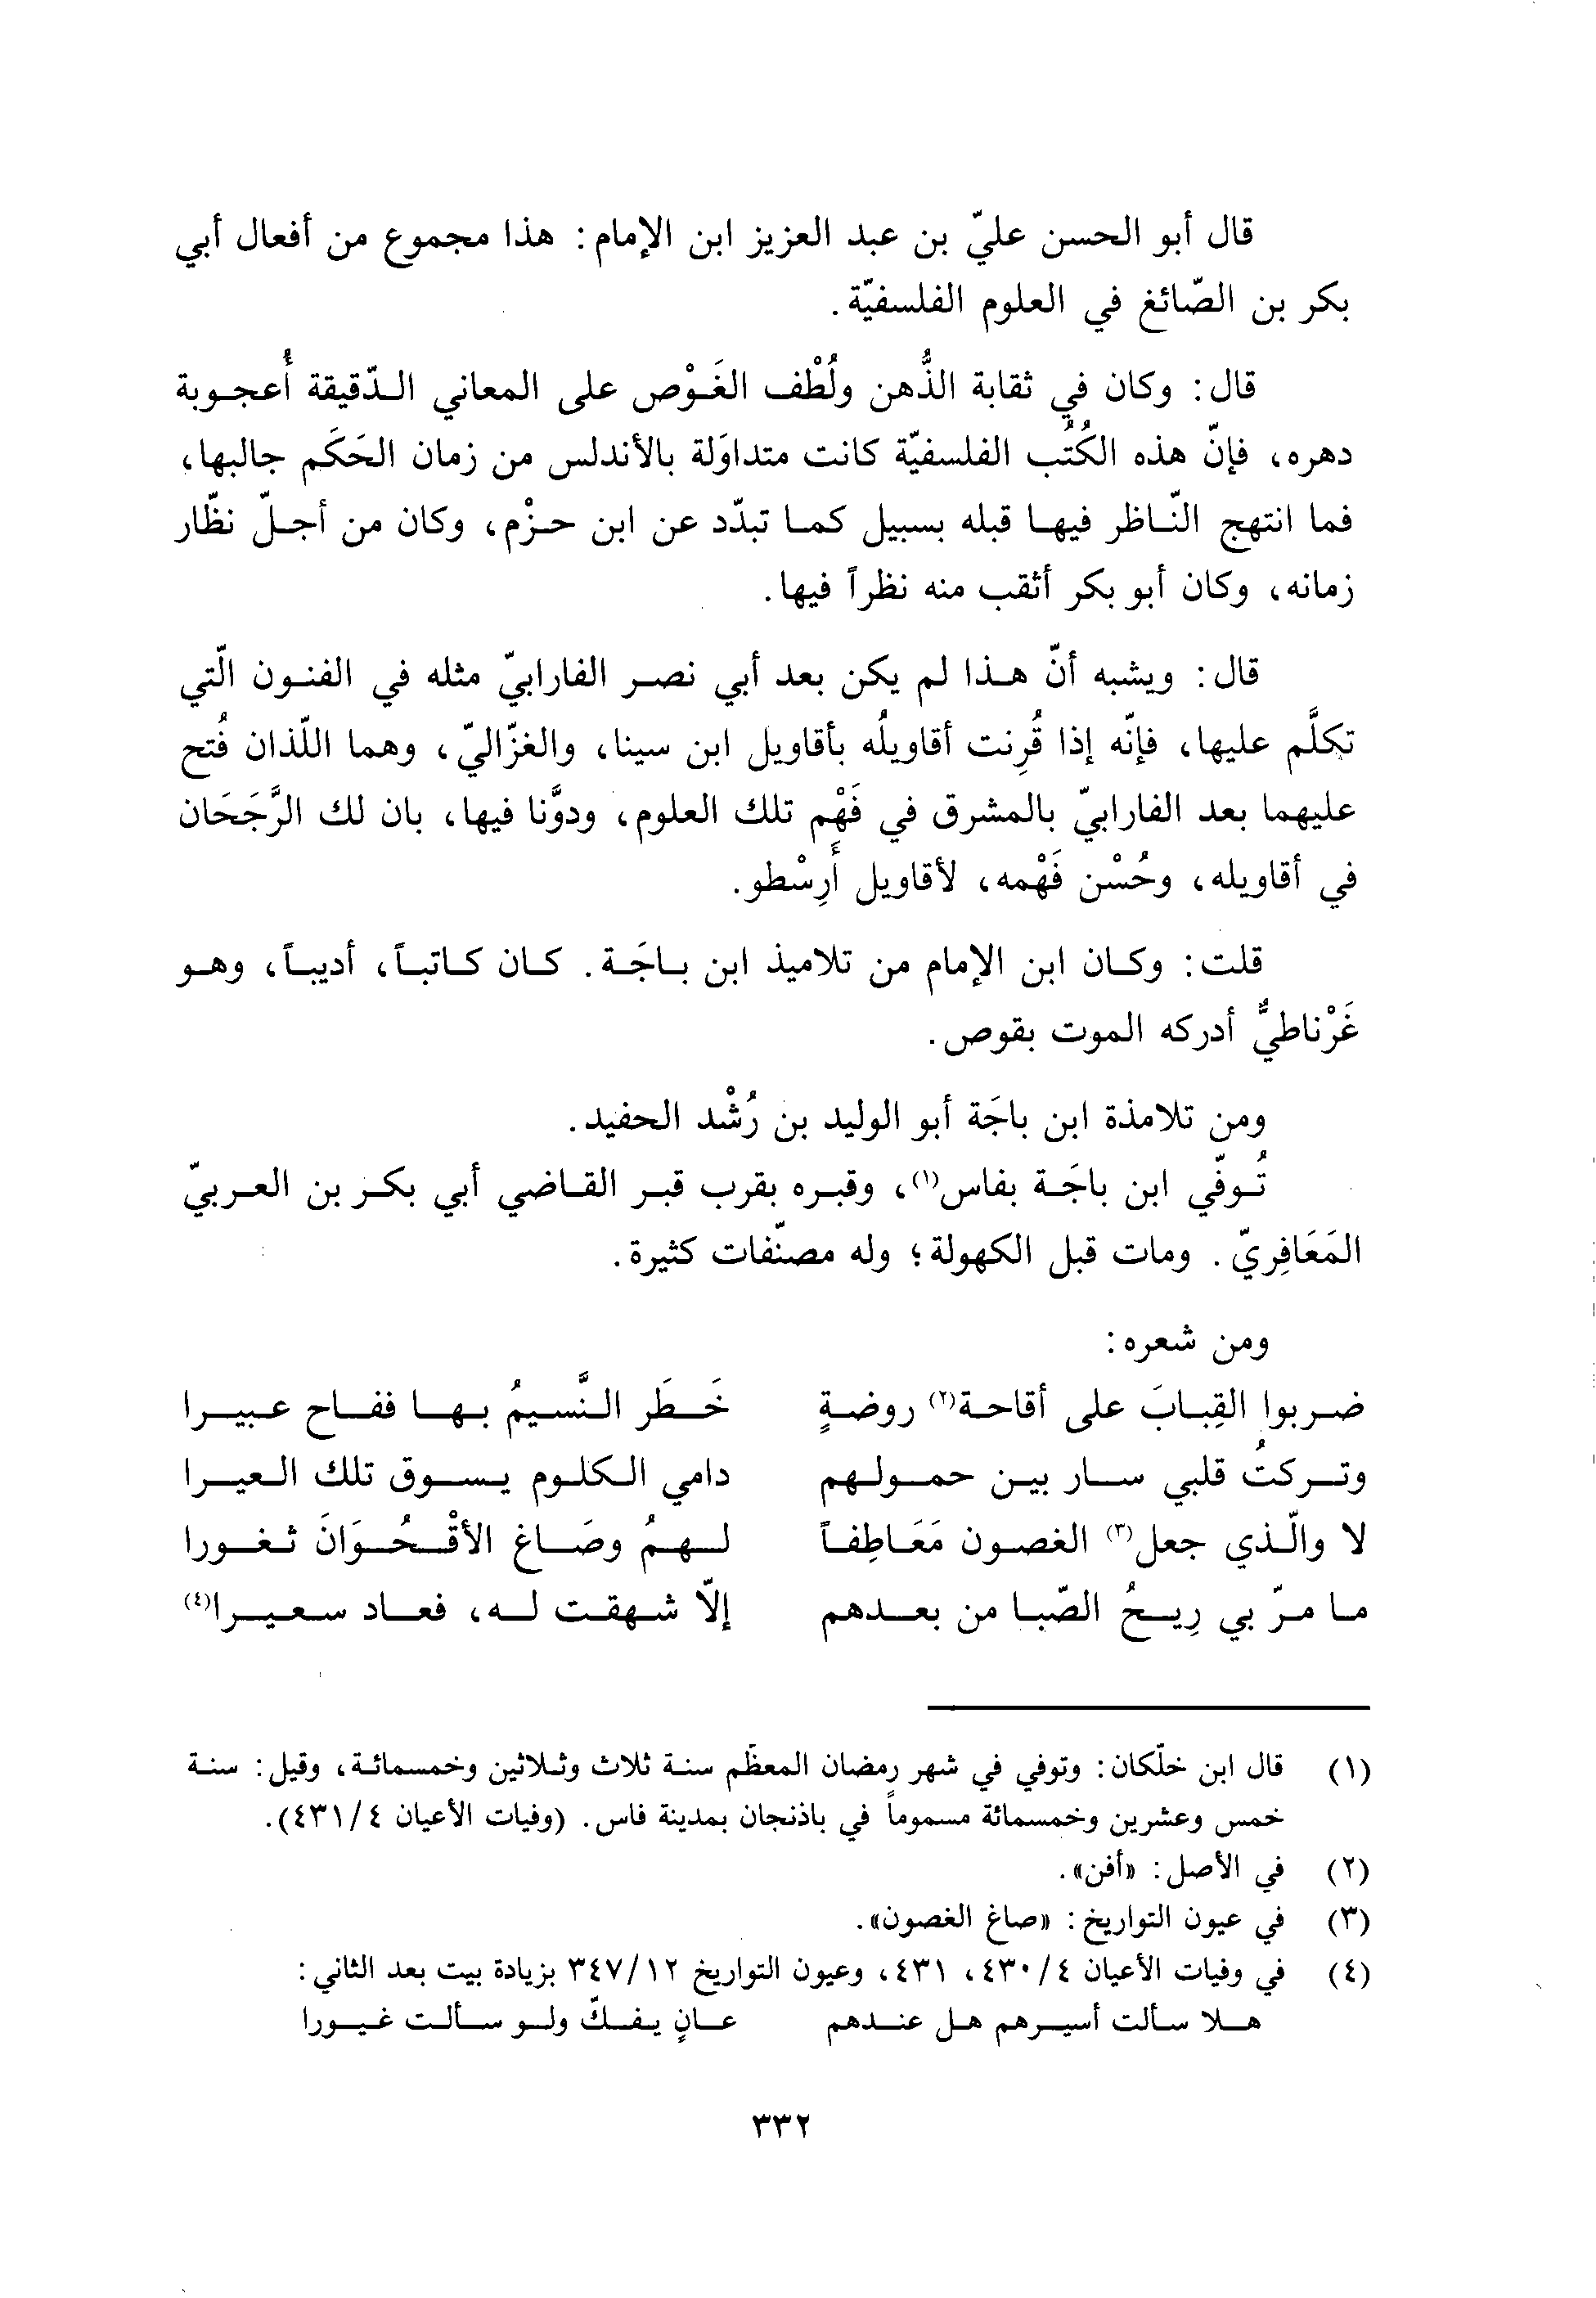 قال أبو الحسن عليّ بن عبد العزيز ابن الإمام: هذا مجموع من أفعال أبي
بكر بن الصّائغ في العلوم الفلسفيّة.
قال: وكان في ثقابة الذُّهن ولُطْف الغَوْص على المعاني الدّقيقة أُعجوبة
دهره، فإنّ هذه الكُتُب الفلسفيّة كانت متداوَلة بالأندلس من زمان الحَكَم جالبها،
فما انتهج النّاظر فيها قبله بسبيل كما تبدّد عن ابن حزْم، وكان من أجلّ نظّار
زمانه، وكان أبو بكر أثقب منه نظراً فيها.
قال: ويشبه أنّ هذا لم يكن بعد أبي نصر الفارابيّ مثله في الفنون الّتي
تكلَّم عليها، فإنّه إذا قُرِنت أقاويلُه بأقاويل ابن سينا، والغزّاليّ، وهما اللّذان فُتح
عليهما بعد الفارابيّ بالمشرق في فَهْم تلك العلوم، ودوَّنا فيها، بان لك الرَّجَحَان
في أقاويله، وحُسْن فَهْمه، لأقاويل أَرِسْطو.
قلت: وكان ابن الإمام من تلاميذ ابن باجَة. كان كاتباً، أديباً، وهو
غَرْناطيٌّ أدركه الموت بقوص.
ومن تلامذة ابن باجَة أبو الوليد بن رُشْد الحفيد.
تُوفّي ابن باجَة بفاس(١)، وقبره بقرب قبر القاضي أبي بكر بن العربيّ
المَعَافِريّ. ومات قبل الكهولة؛ وله مصنّفات كثيرة.
ومن شعره:
ضربوا القِبابَ على أقاحة(٢) روضةٍ خَطَر النَّسيمُ بها ففاح عبيرا
وتركتُ قلبي سار بين حمولهم دامي الكلوم يسوق تلك العيرا
لا والّذي جعل(٣) الغصون مَعَاطِفاً لهمُ وصَاغ الأقْحُوَانَ ثغورا
ما مرّ بي رِيحُ الصّبا من بعدهم إلّا شهقت له، فعاد سعيرا(٤)
(١) قال ابن خلّكان: وتوفي في شهر رمضان المعظّم سنة ثلاث وثلاثين وخمسمائة، وقيل: سنة
خمس وعشرين وخمسمائة مسموماً في باذنجان بمدينة فاس. (وفيات الأعيان ٤/ ٤٣١).
(٢) في الأصل: «أفن».
(٣) في عيون التواريخ: «صاغ الغصون».
(٤) في وفيات الأعيان ٤/ ٤٣٠، ٤٣١، وعيون التواريخ ١٢/ ٣٤٧ بزيادة بيت بعد الثاني:
هلا سألت أسيرهم هل عندهم عانٍ يفكّ ولو سألت غيورا
٣٣٢